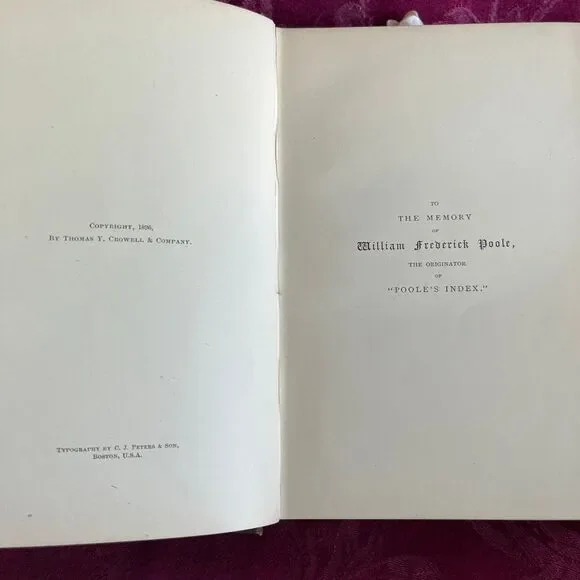 Copyright, 1896,
By Thomas Y. Crowell & Company.
Typography by C. J. Peters & Son,
Boston, U.S.A.
TO
THE MEMORY
OF
William Frederick Poole,
THE ORIGINATOR
OF
"POOLE'S INDEX."